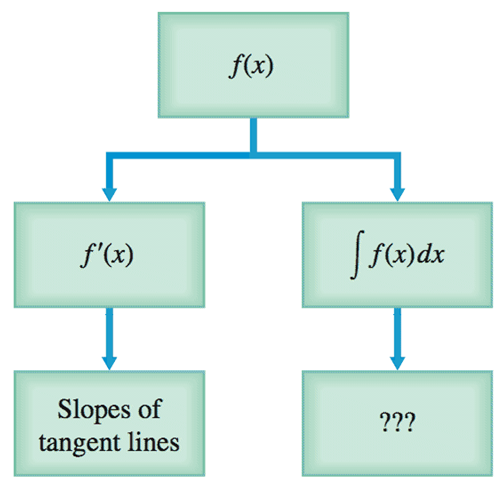 f(x)
f'(x)
∫ f(x) dx
Slopes of
tangent lines
???